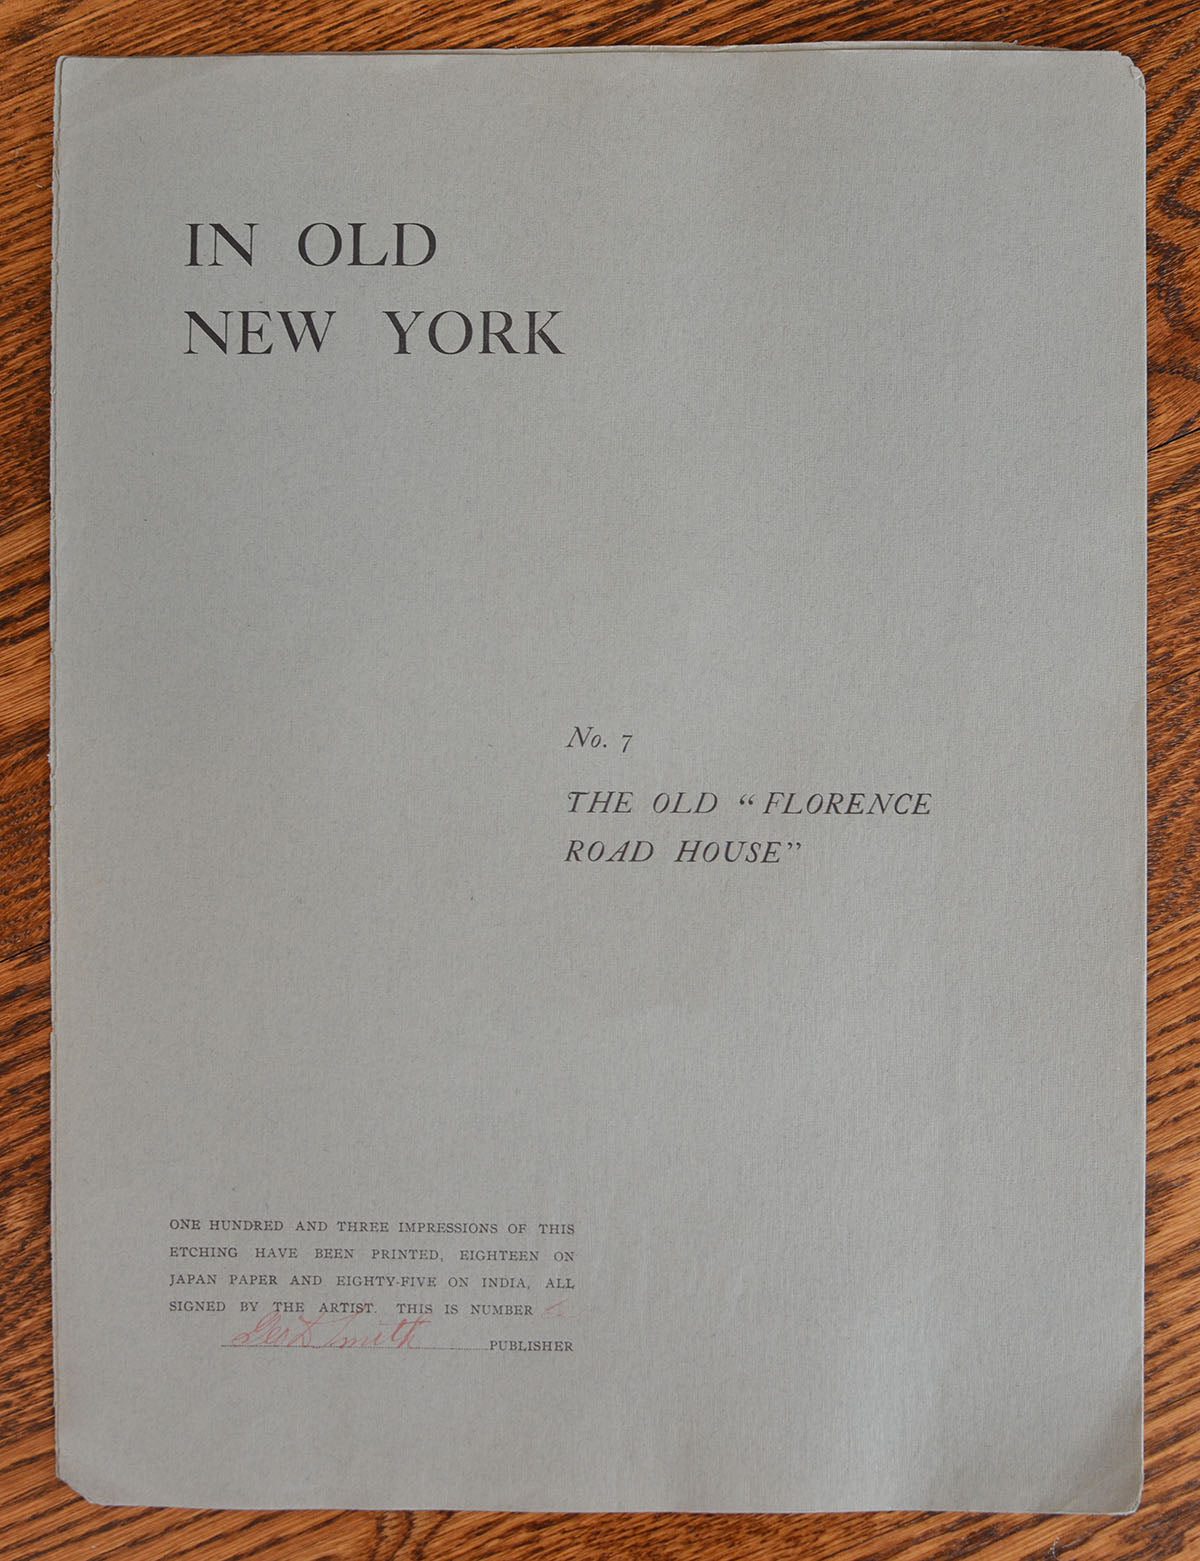 IN OLD
NEW YORK
No. 7
THE OLD “FLORENCE
ROAD HOUSE”
ONE HUNDRED AND THREE IMPRESSIONS OF THIS
ETCHING HAVE BEEN PRINTED, EIGHTEEN ON
JAPAN PAPER AND EIGHTY-FIVE ON INDIA, ALL
SIGNED BY THE ARTIST. THIS IS NUMBER
Smith PUBLISHER